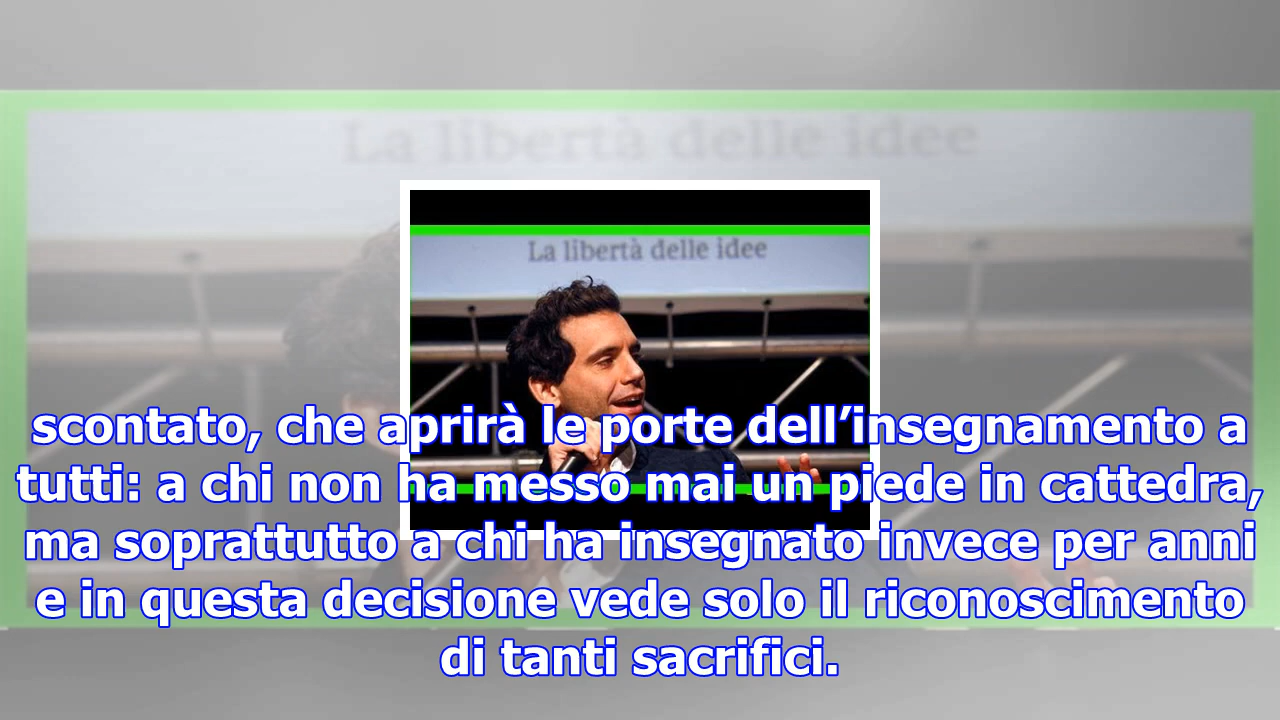 La libertà delle idee
La libertà delle idee
scontato, che aprirà le porte dell’insegnamento a
tutti: a chi non ha messo mai un piede in cattedra,
ma soprattutto a chi ha insegnato invece per anni
e in questa decisione vede solo il riconoscimento
di tanti sacrifici.